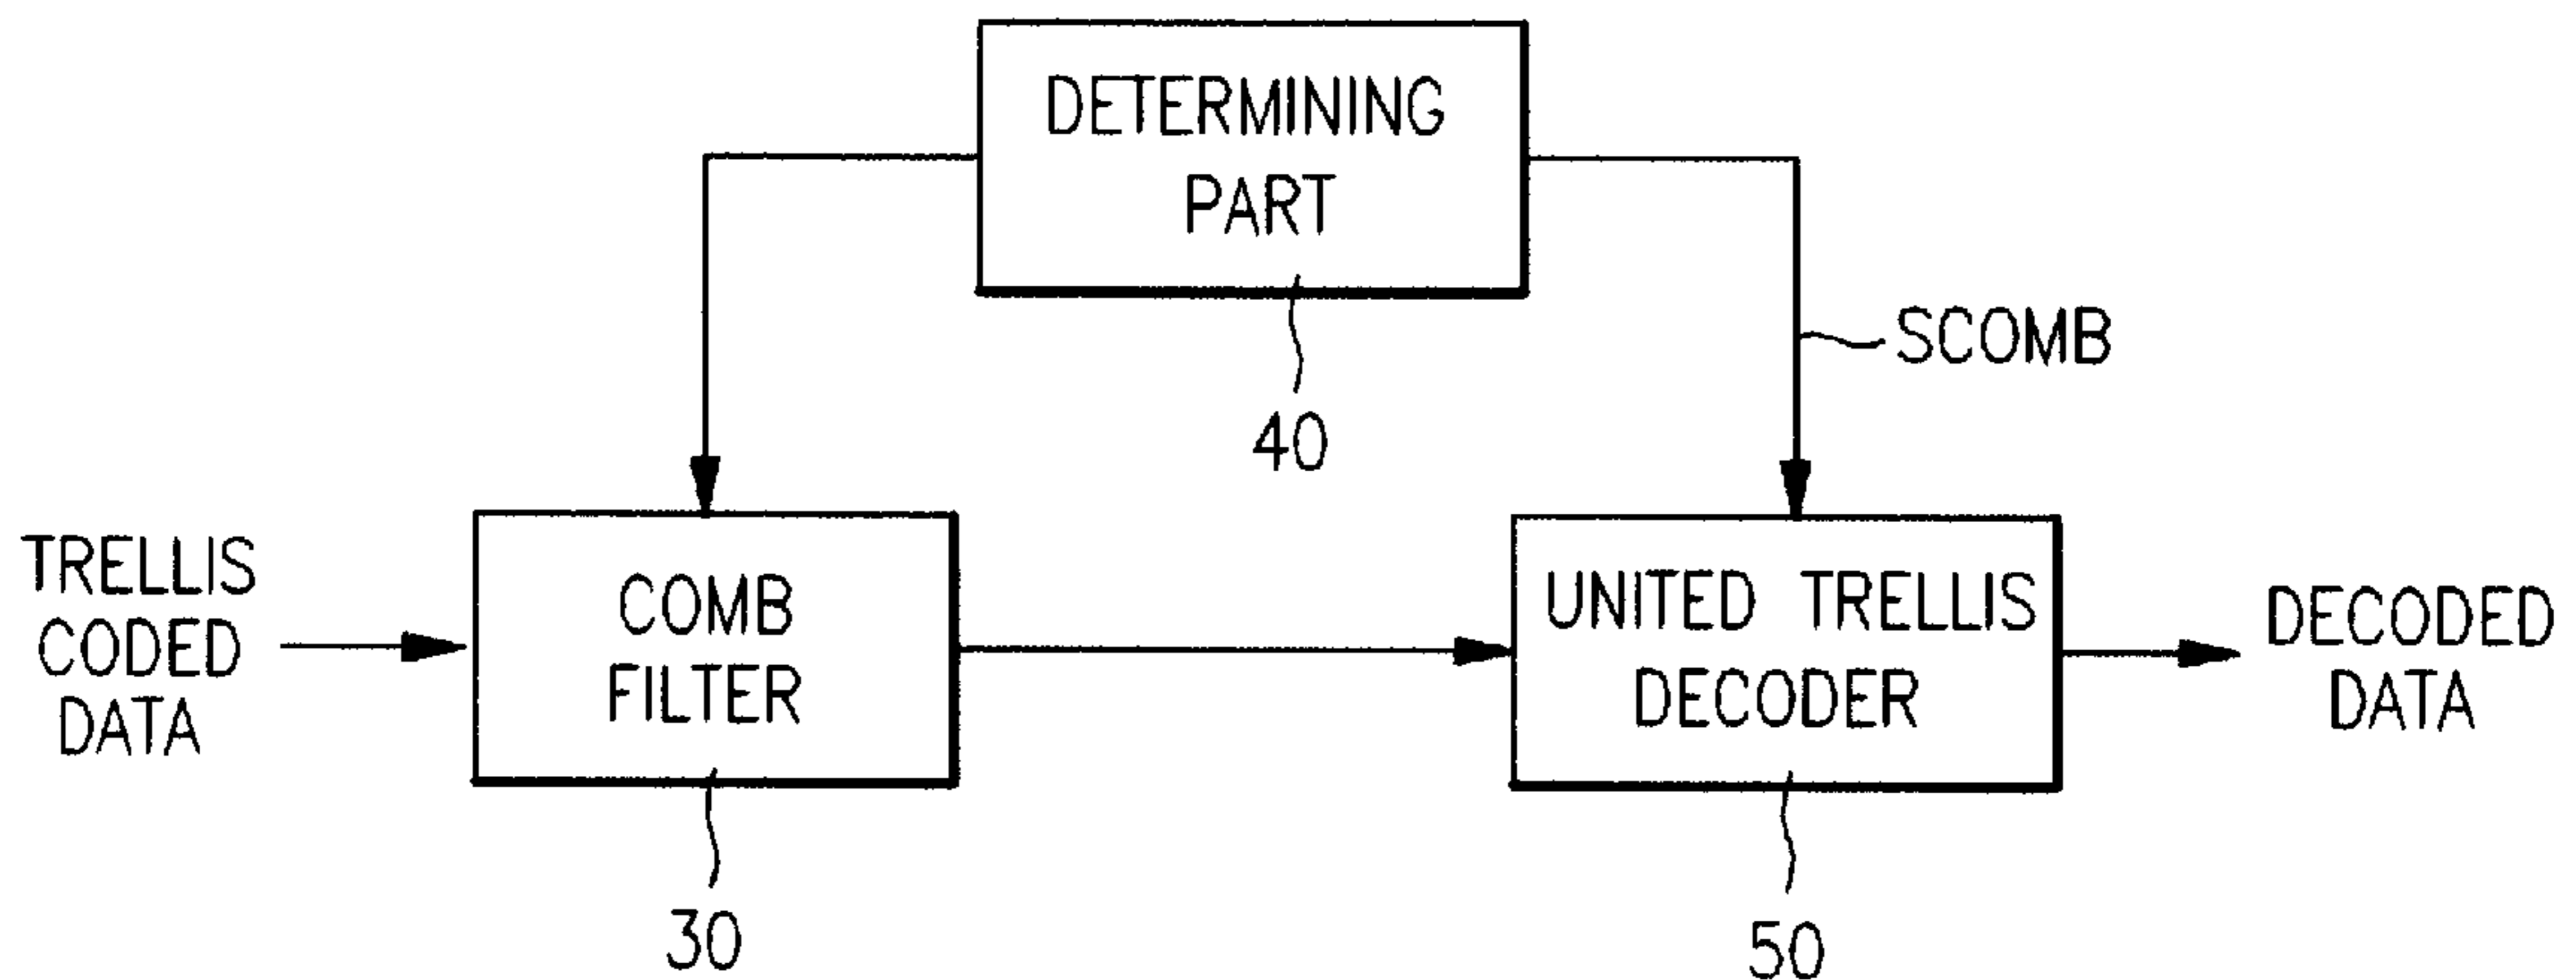 DETERMINING
PART
40
SCOMB
TRELLIS
CODED
DATA
COMB
FILTER
30
UNITED TRELLIS
DECODER
50
DECODED
DATA